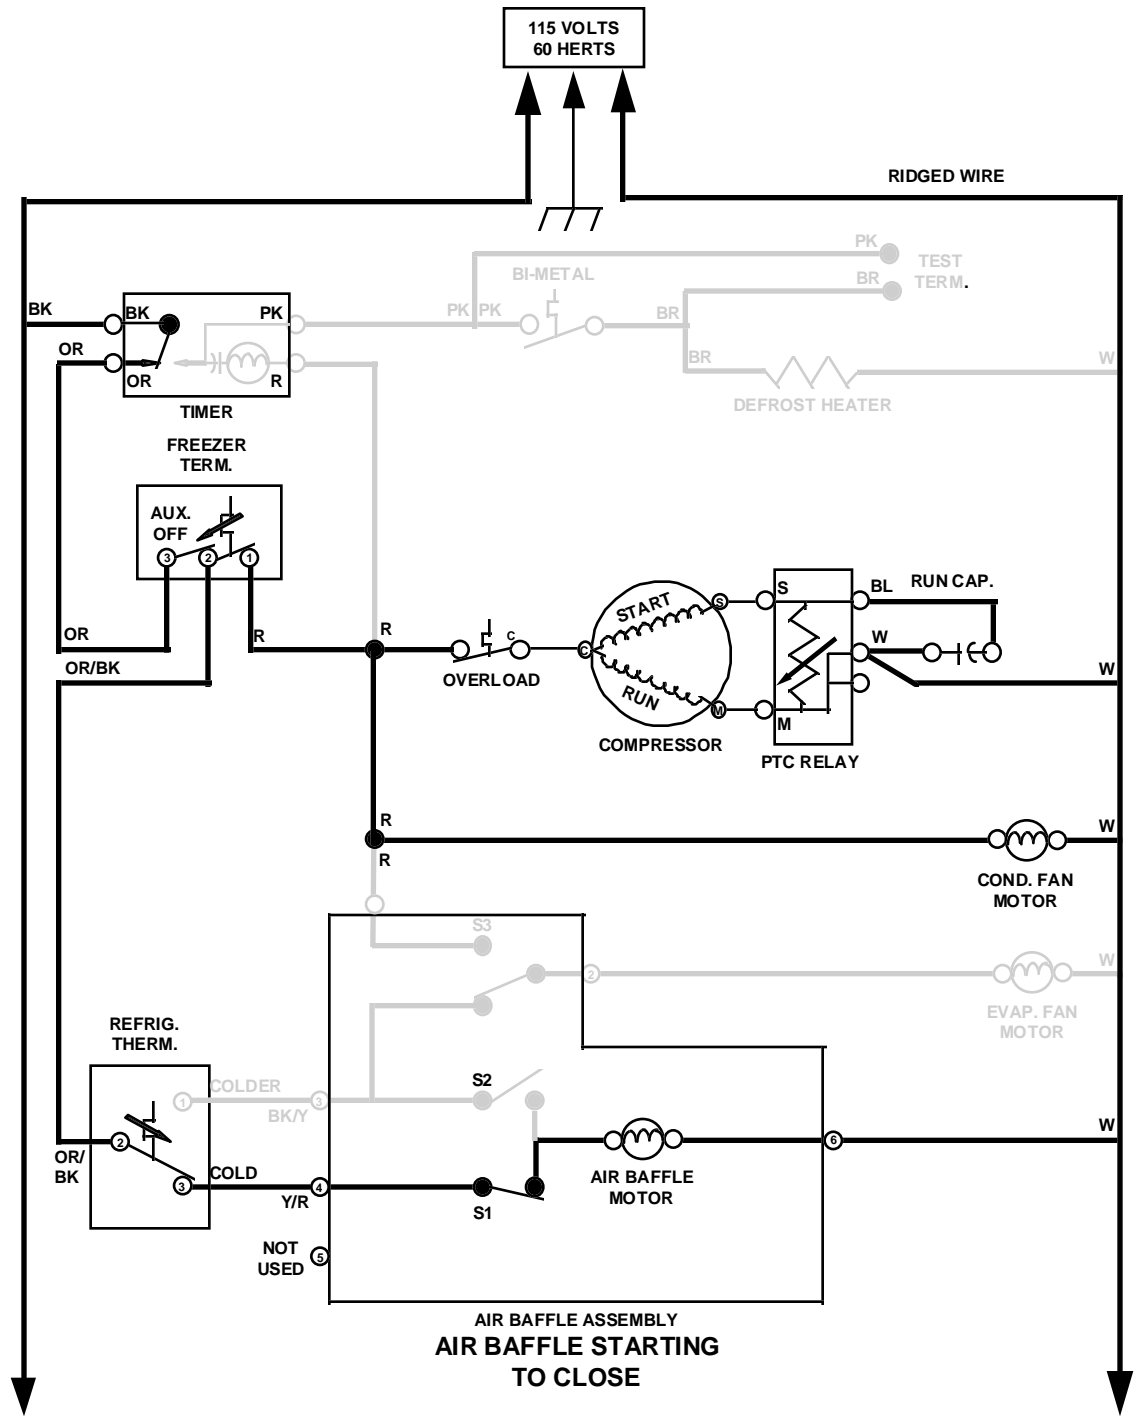 115 VOLTS
60 HERTS
RIDGED WIRE
PK
TEST
TERM.
BI-METAL
BR
BK
BK
PK
PK PK
BR
OR
BR
W
OR
R
DEFROST HEATER
TIMER
FREEZER
TERM.
AUX.
OFF
3 2 1
S
BL
RUN CAP.
START
S
OR
R
R
C
C
W
OR/BK
OVERLOAD
RUN
W
M
M
COMPRESSOR
PTC RELAY
R
W
R
COND. FAN
MOTOR
S3
W
2
EVAP. FAN
MOTOR
REFRIG.
THERM.
COLDER
S2
1
3
BK/Y
W
2
6
OR/
BK
COLD
AIR BAFFLE
MOTOR
3
4
Y/R
S1
NOT
USED
5
AIR BAFFLE ASSEMBLY
AIR BAFFLE STARTING
TO CLOSE